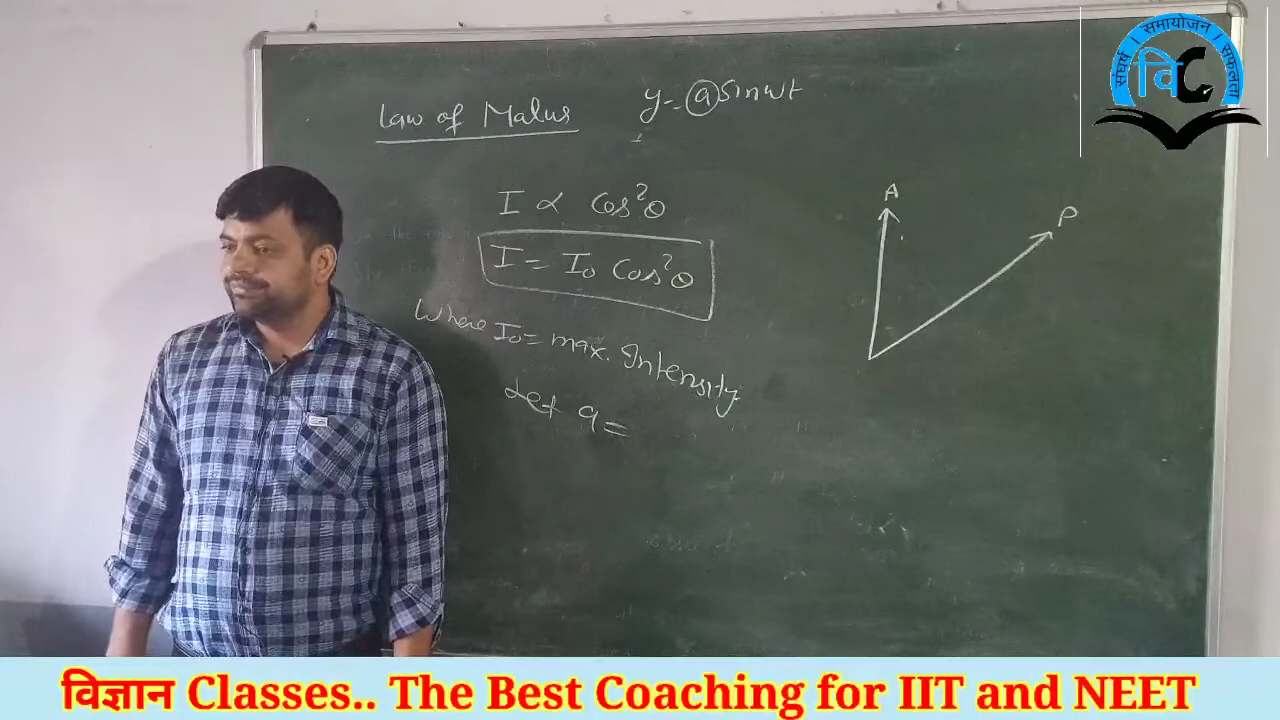 संघर्ष । समायोजन । सफलता
वि C
Law of Malus
y = a sin wt
I ∝ Cos²θ
I = I₀ Cos²θ
Where I₀ = max. Intensity
Let a =
A
P
विज्ञान Classes.. The Best Coaching for IIT and NEET